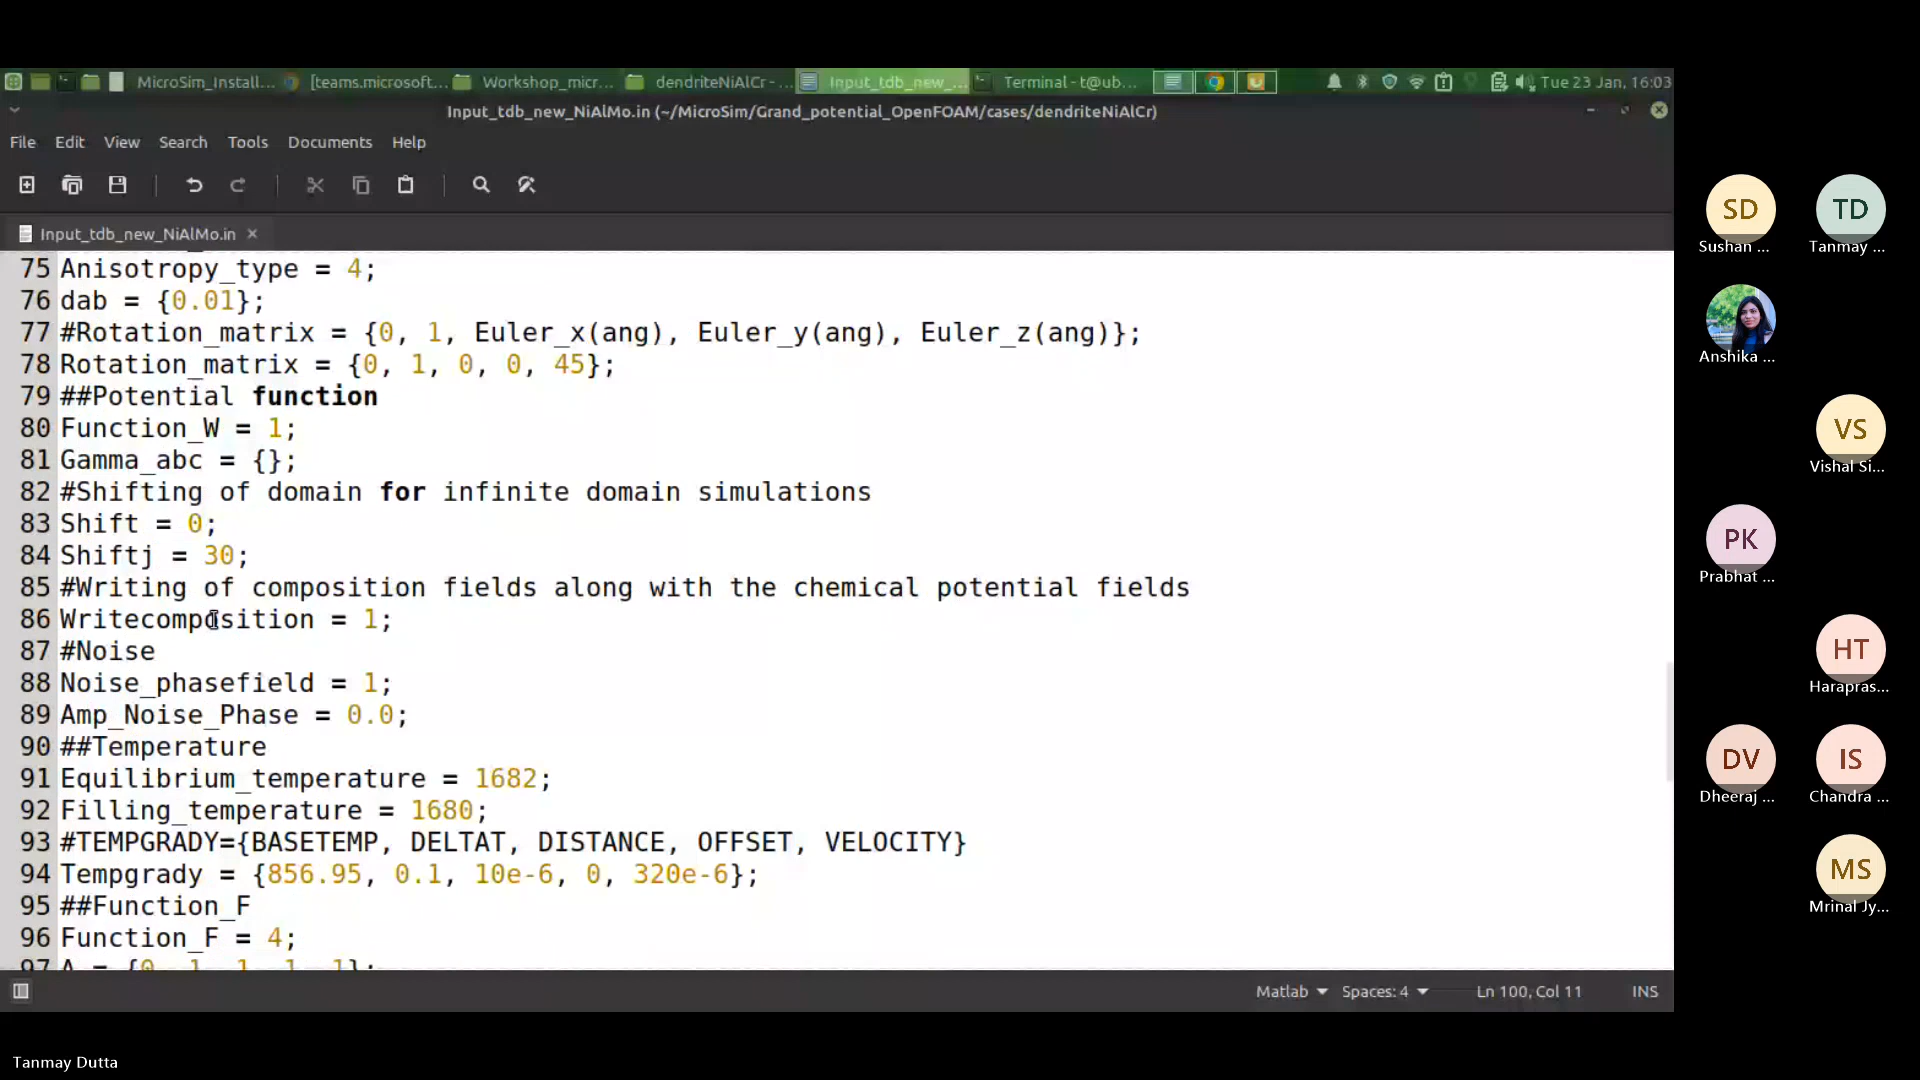 MicroSim_Install... [teams.microsoft... Workshop_micr... dendriteNiAlCr -... Input_tdb_new_... Terminal - t@ub... Tue 23 Jan, 16:03
Input_tdb_new_NiAlMo.in (~/MicroSim/Grand_potential_OpenFOAM/cases/dendriteNiAlCr)
File Edit View Search Tools Documents Help
Input_tdb_new_NiAlMo.in
75 Anisotropy_type = 4;
76 dab = {0.01};
77 #Rotation_matrix = {0, 1, Euler_x(ang), Euler_y(ang), Euler_z(ang)};
78 Rotation_matrix = {0, 1, 0, 0, 45};
79 ##Potential function
80 Function_W = 1;
81 Gamma_abc = {};
82 #Shifting of domain for infinite domain simulations
83 Shift = 0;
84 Shiftj = 30;
85 #Writing of composition fields along with the chemical potential fields
86 Writecomposition = 1;
87 #Noise
88 Noise_phasefield = 1;
89 Amp_Noise_Phase = 0.0;
90 ##Temperature
91 Equilibrium_temperature = 1682;
92 Filling_temperature = 1680;
93 #TEMPGRADY={BASETEMP, DELTAT, DISTANCE, OFFSET, VELOCITY}
94 Tempgrady = {856.95, 0.1, 10e-6, 0, 320e-6};
95 ##Function_F
96 Function_F = 4;
97 A = {0, 1, 1, 1, 1};
Matlab Spaces: 4 Ln 100, Col 11 INS
SD TD
Sushan ... Tanmay ...
Anshika ...
VS
Vishal Si...
PK
Prabhat ...
HT
Harapras...
DV IS
Dheeraj ... Chandra ...
MS
Mrinal Jy...
Tanmay Dutta